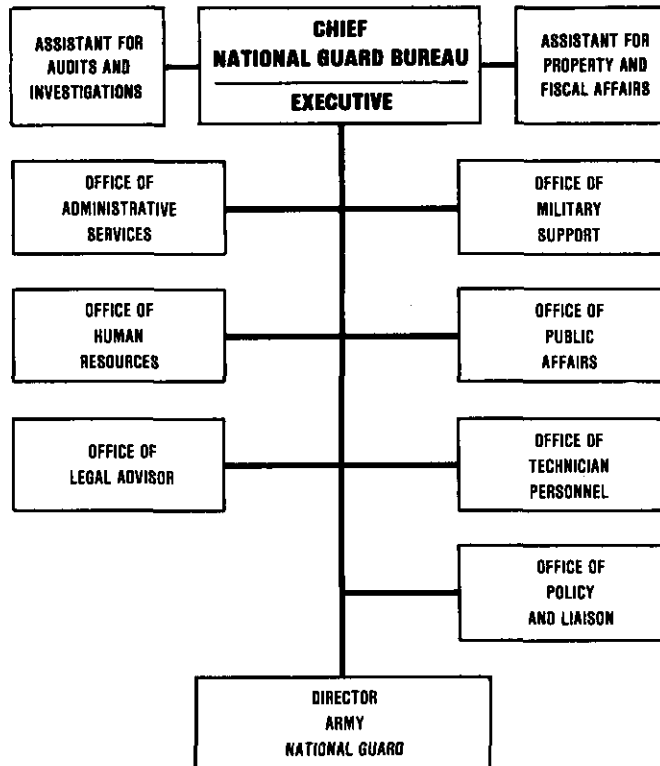 ASSISTANT FOR
AUDITS AND
INVESTIGATIONS
CHIEF
NATIONAL GUARD BUREAU
EXECUTIVE
ASSISTANT FOR
PROPERTY AND
FISCAL AFFAIRS
OFFICE OF
ADMINISTRATIVE
SERVICES
OFFICE OF
MILITARY
SUPPORT
OFFICE OF
HUMAN
RESOURCES
OFFICE OF
PUBLIC
AFFAIRS
OFFICE OF
LEGAL ADVISOR
OFFICE OF
TECHNICIAN
PERSONNEL
OFFICE OF
POLICY
AND LIAISON
DIRECTOR
ARMY
NATIONAL GUARD